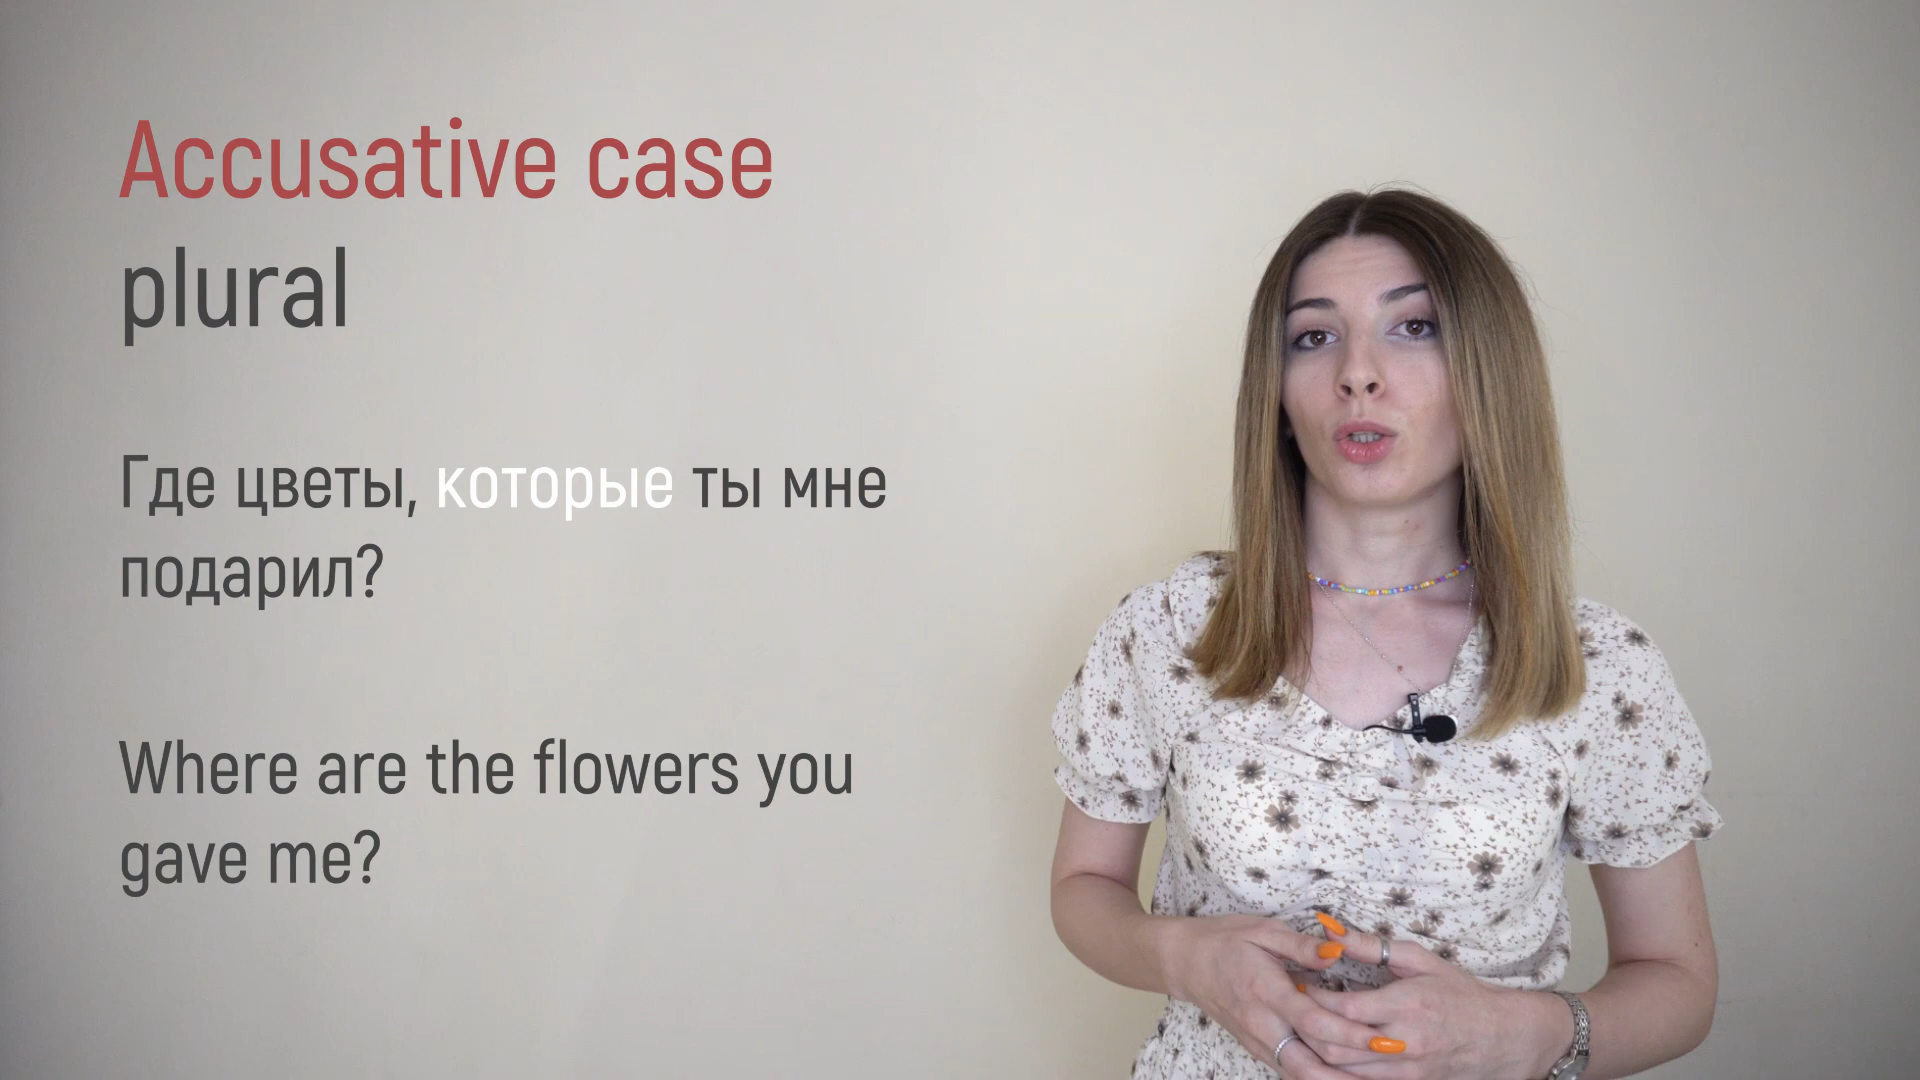 Accusative case
plural
Где цветы, которые ты мне
подарил?
Where are the flowers you
gave me?